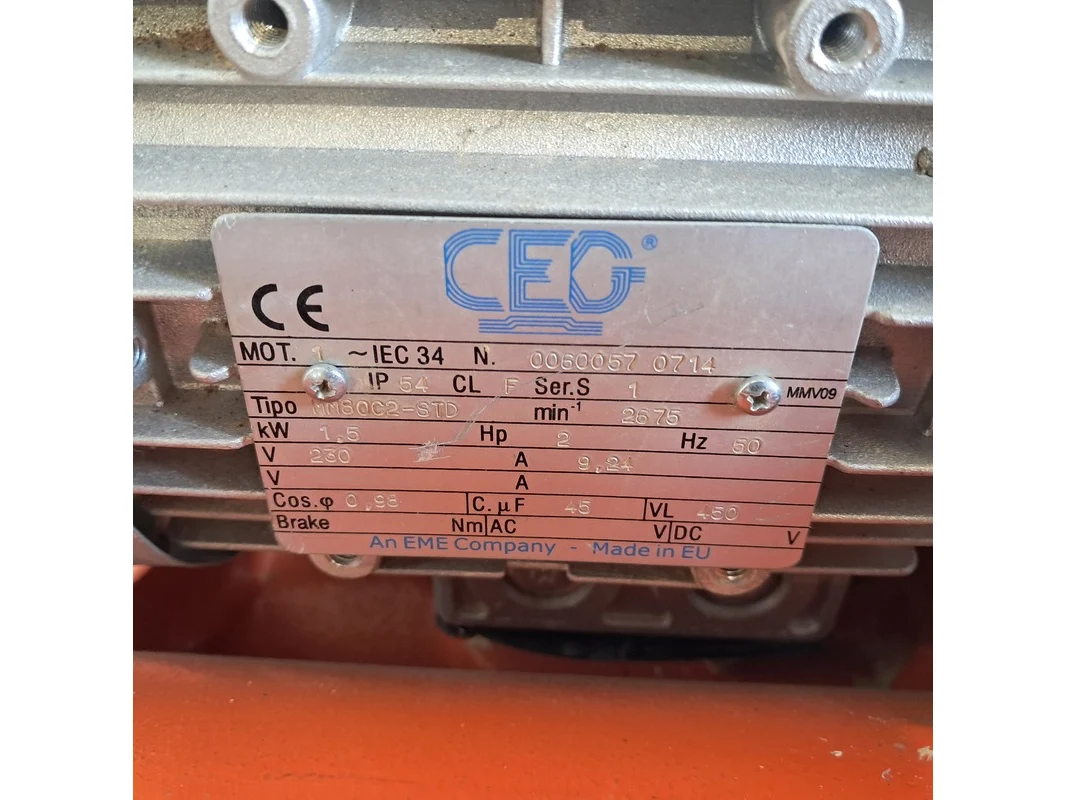 CEG®
CE
MOT. 1 ~ IEC 34 N. 0060057 0714
IP 54 CL F Ser.S 1 MMV09
Tipo min⁻¹ 2675
kW 1,5 Hp 2 Hz 50
V 230 A 9,24
V A
Cos.φ 0,98 C.µF 45 VL 450
Brake Nm AC V DC V
An EME Company - Made in EU